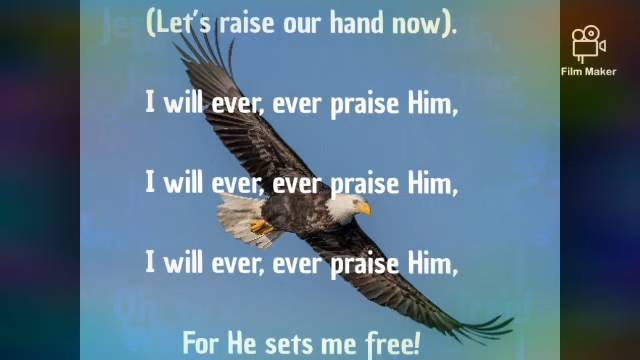 (Let's raise our hand now).
I will ever, ever praise Him,
I will ever, ever praise Him,
I will ever, ever praise Him,
For He sets me free!
Film Maker